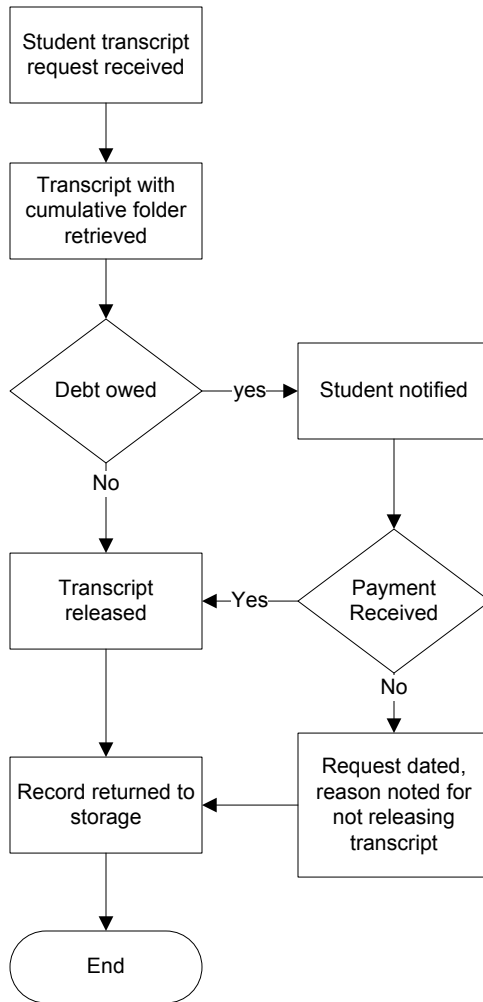 Student transcript
request received
Transcript with
cumulative folder
retrieved
Debt owed
yes
Student notified
No
Transcript
released
Yes
Payment
Received
No
Record returned to
storage
Request dated,
reason noted for
not releasing
transcript
End